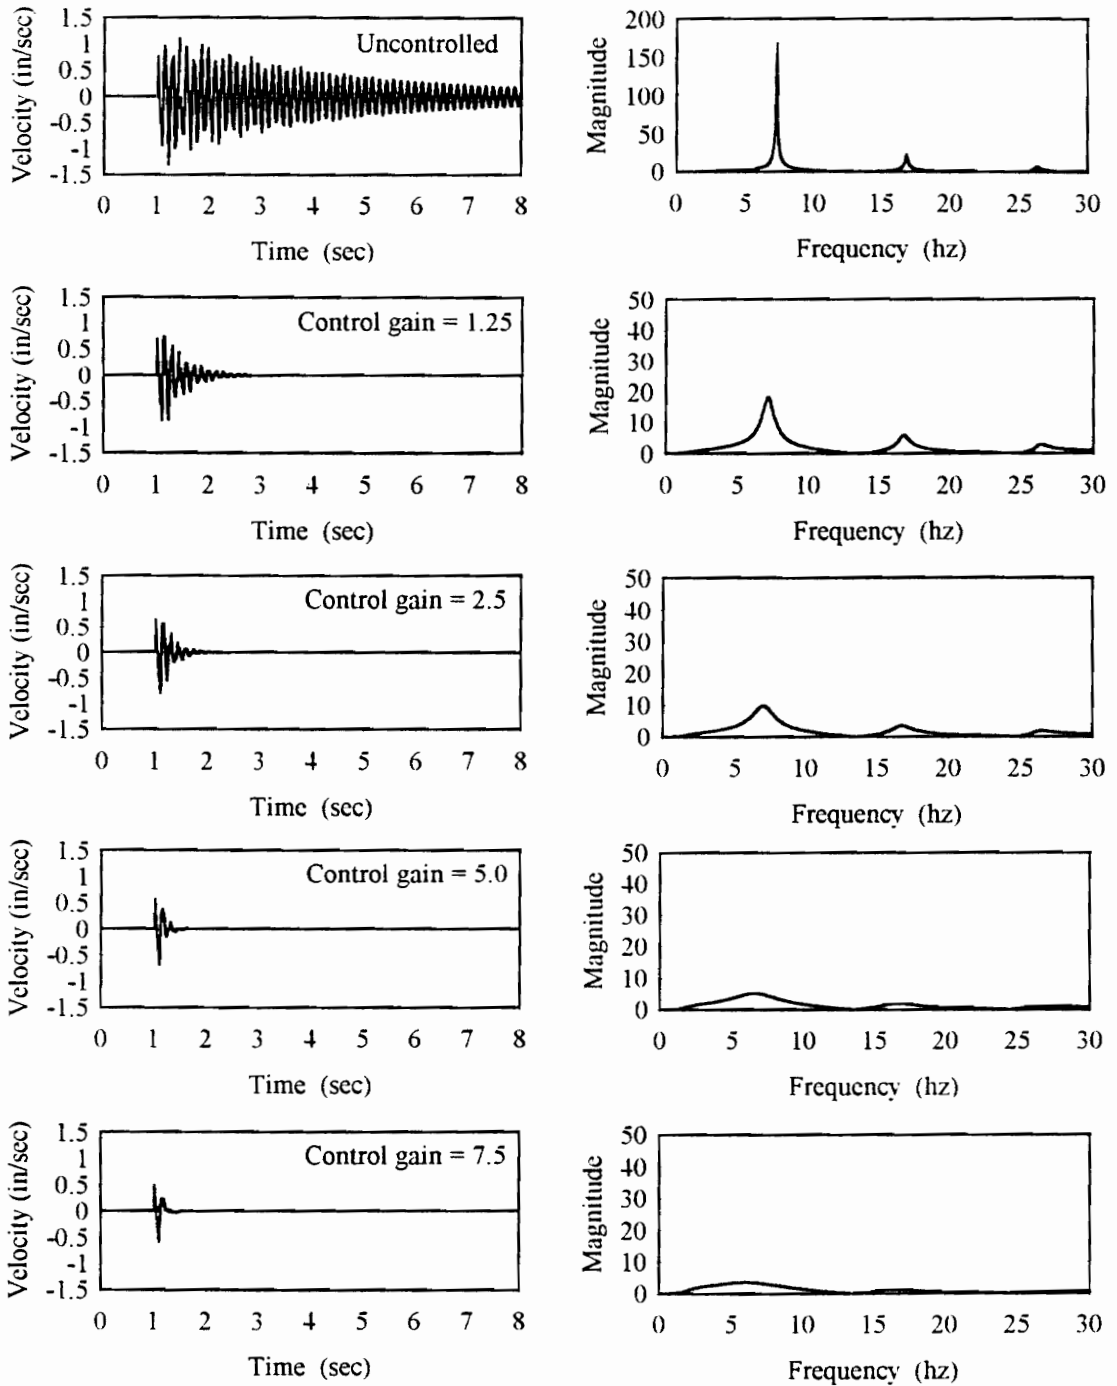 Velocity (in/sec)
1.5
1
0.5
0
-0.5
-1
-1.5
Uncontrolled
0 1 2 3 4 5 6 7 8
Time (sec)
Magnitude
200
150
100
50
0
0 5 10 15 20 25 30
Frequency (hz)
Velocity (in/sec)
1.5
1
0.5
0
-0.5
-1
-1.5
Control gain = 1.25
0 1 2 3 4 5 6 7 8
Time (sec)
Magnitude
50
40
30
20
10
0
0 5 10 15 20 25 30
Frequency (hz)
Velocity (in/sec)
1.5
1
0.5
0
-0.5
-1
-1.5
Control gain = 2.5
0 1 2 3 4 5 6 7 8
Time (sec)
Magnitude
50
40
30
20
10
0
0 5 10 15 20 25 30
Frequency (hz)
Velocity (in/sec)
1.5
1
0.5
0
-0.5
-1
-1.5
Control gain = 5.0
0 1 2 3 4 5 6 7 8
Time (sec)
Magnitude
50
40
30
20
10
0
0 5 10 15 20 25 30
Frequency (hz)
Velocity (in/sec)
1.5
1
0.5
0
-0.5
-1
-1.5
Control gain = 7.5
0 1 2 3 4 5 6 7 8
Time (sec)
Magnitude
50
40
30
20
10
0
0 5 10 15 20 25 30
Frequency (hz)